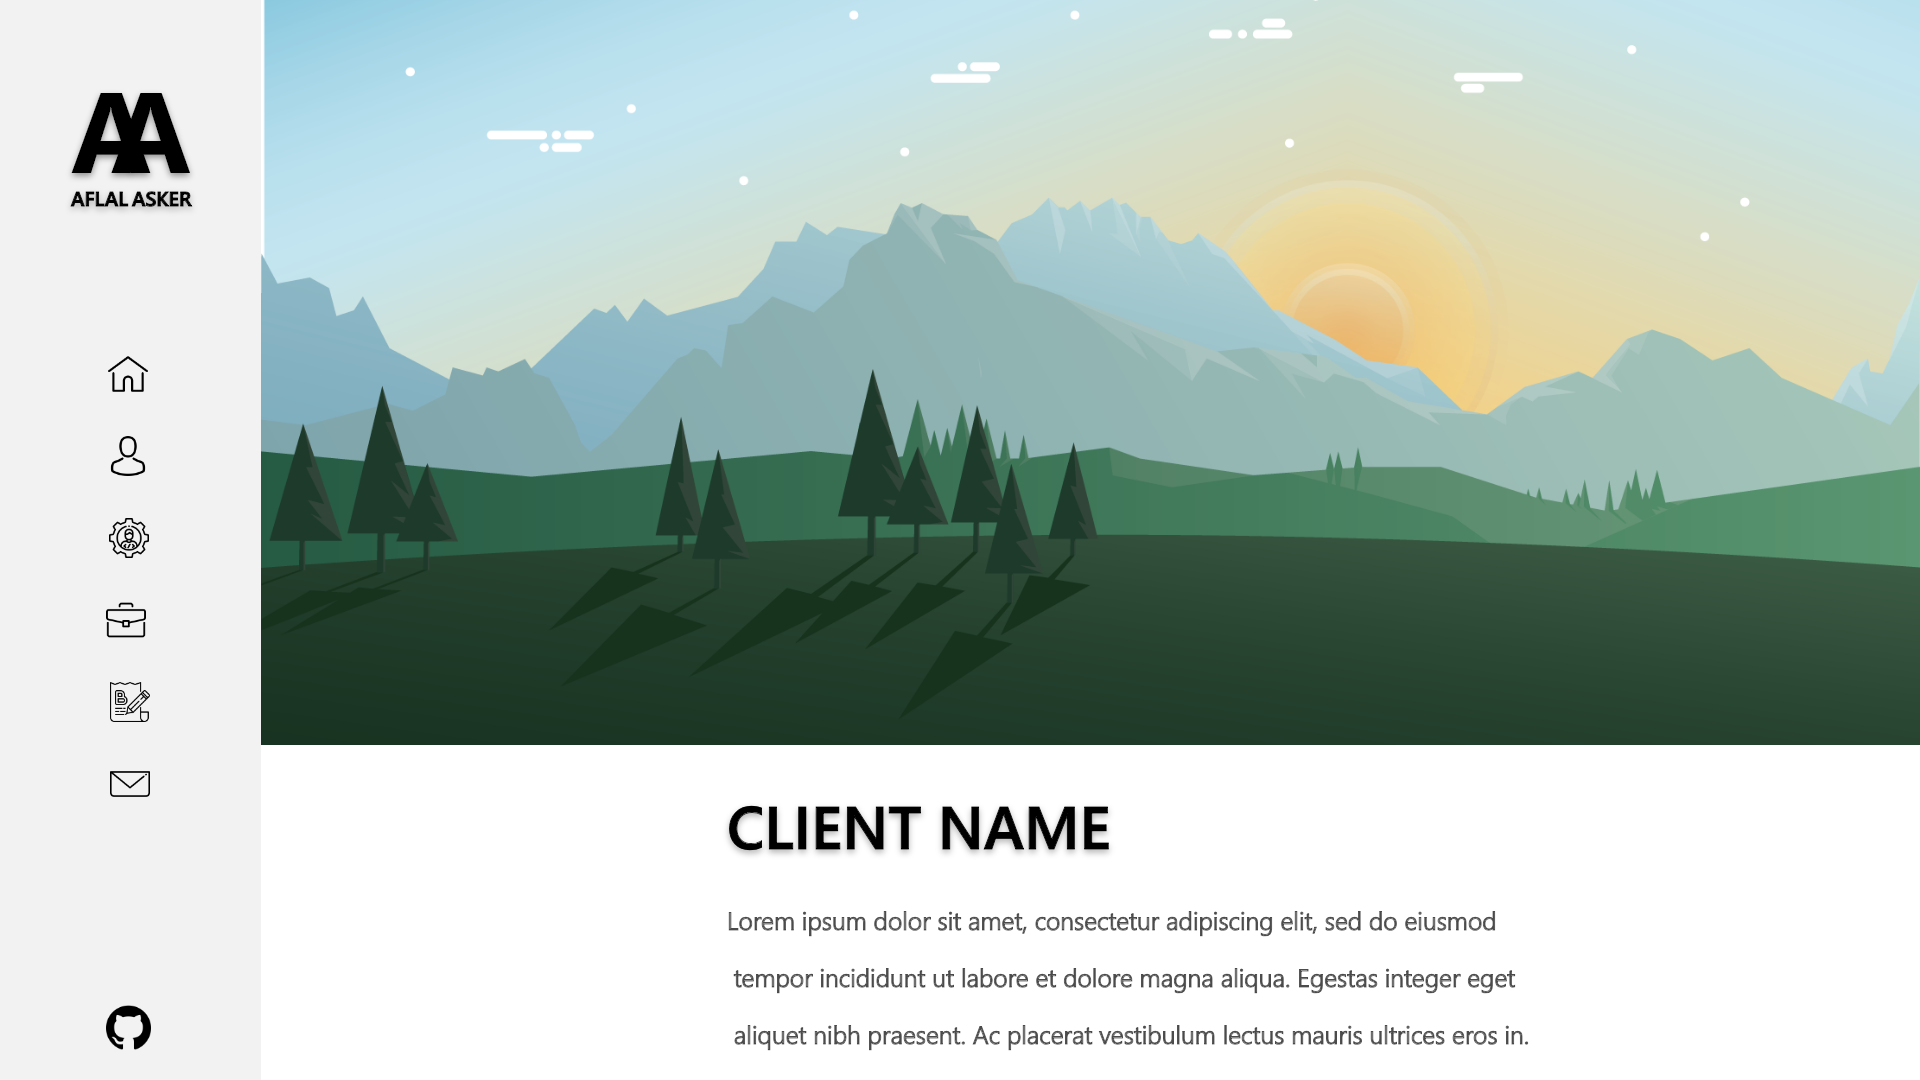 AA
AFLAL ASKER
CLIENT NAME
Lorem ipsum dolor sit amet, consectetur adipiscing elit, sed do eiusmod
tempor incididunt ut labore et dolore magna aliqua. Egestas integer eget
aliquet nibh praesent. Ac placerat vestibulum lectus mauris ultrices eros in.